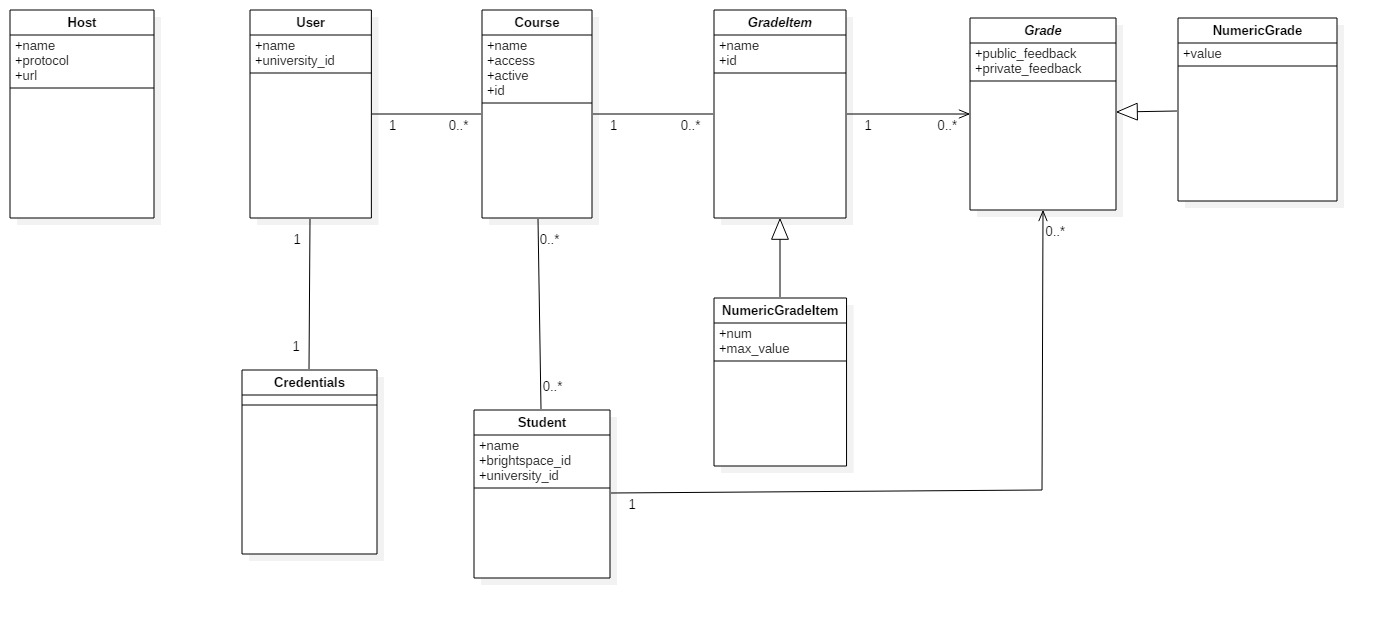 Host
+name
+protocol
+url
User
+name
+university_id
Course
+name
+access
+active
+id
GradeItem
+name
+id
Grade
+public_feedback
+private_feedback
NumericGrade
+value
1
0..*
1
0..*
1
0..*
1
0..*
0..*
NumericGradeItem
+num
+max_value
1
Credentials
0..*
Student
+name
+brightspace_id
+university_id
1